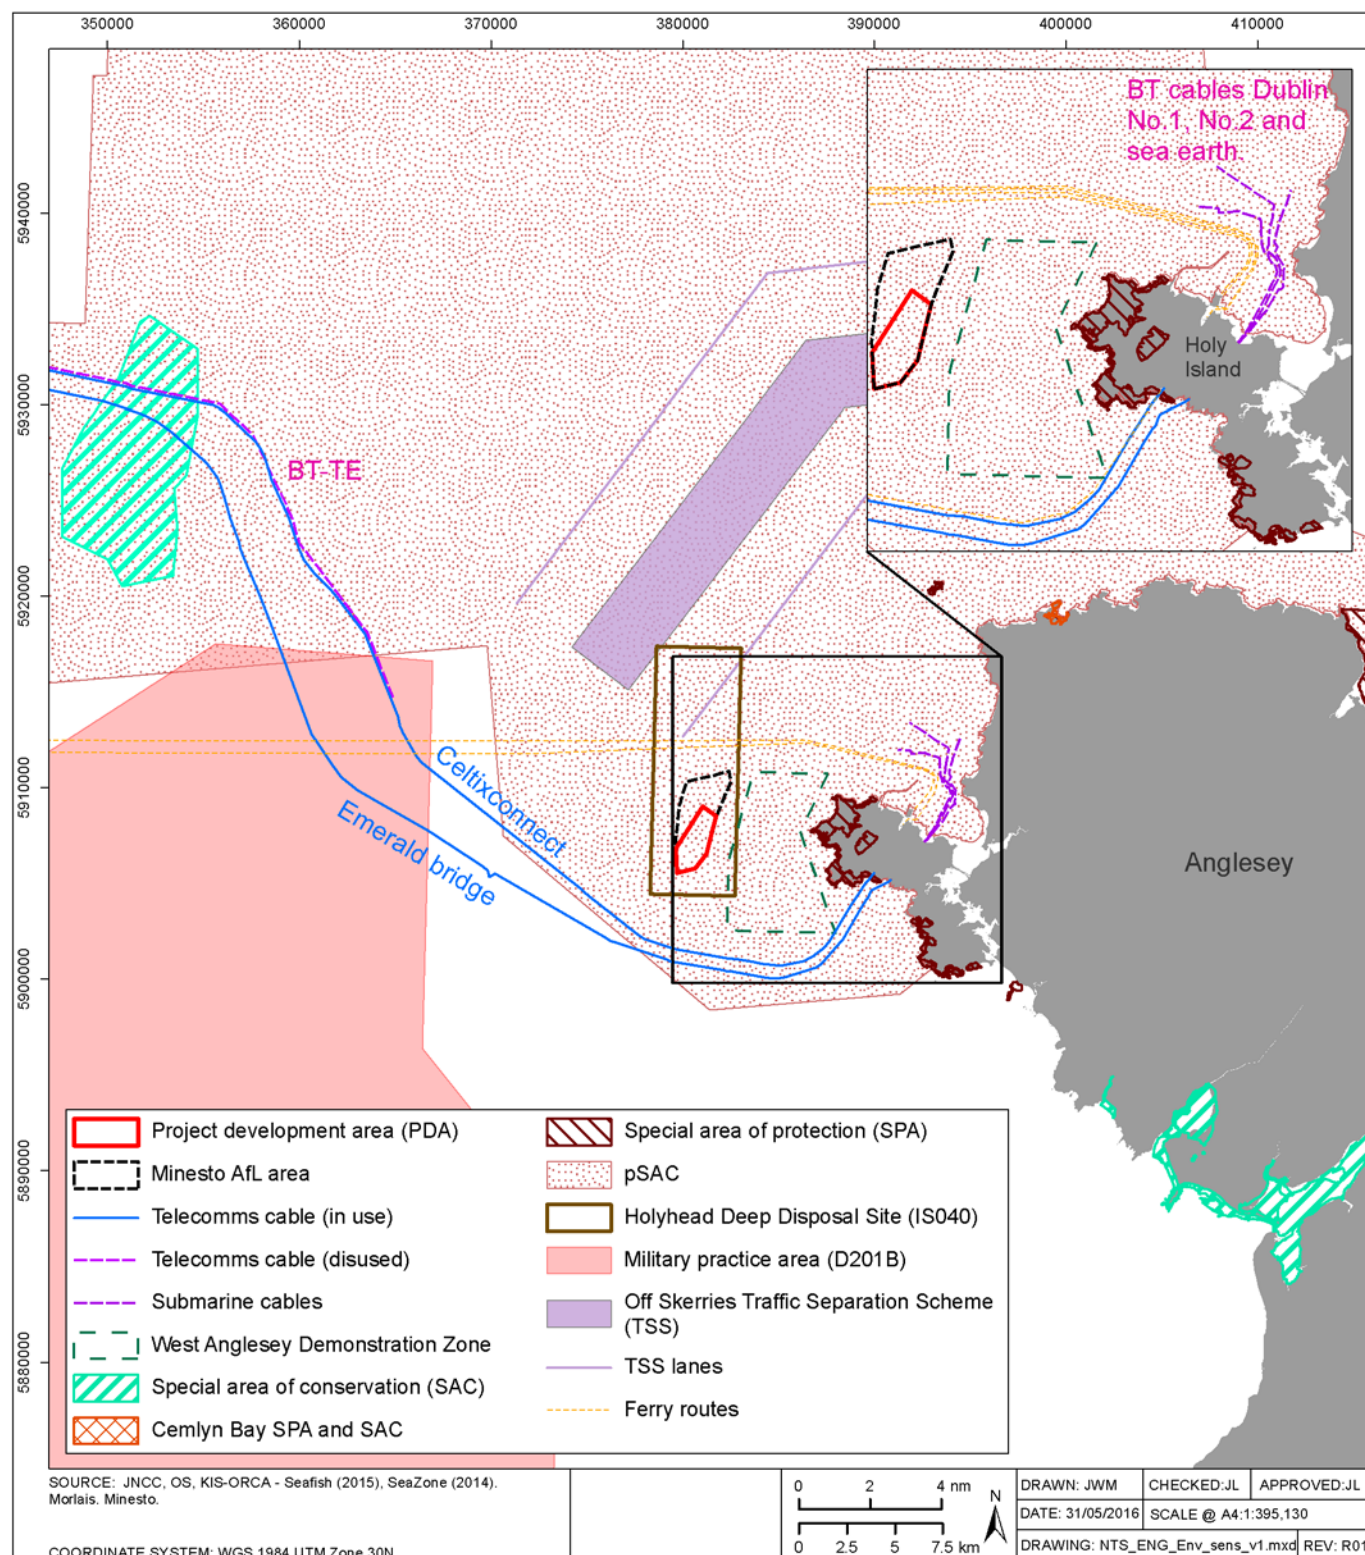 350000 360000 370000 380000 390000 400000 410000
5940000
5930000
5920000
5910000
5900000
5890000
5880000
BT cables Dublin
No.1, No.2 and
sea earth.
Holy
Island
BT-TE
Celtixconnect
Emerald bridge
Anglesey
Project development area (PDA)
Minesto AfL area
Telecomms cable (in use)
Telecomms cable (disused)
Submarine cables
West Anglesey Demonstration Zone
Special area of conservation (SAC)
Cemlyn Bay SPA and SAC
Special area of protection (SPA)
pSAC
Holyhead Deep Disposal Site (IS040)
Military practice area (D201B)
Off Skerries Traffic Separation Scheme
(TSS)
TSS lanes
Ferry routes
SOURCE: JNCC, OS, KIS-ORCA - Seafish (2015), SeaZone (2014).
Morlais. Minesto.
COORDINATE SYSTEM: WGS 1984 UTM Zone 30N
0 2 4 nm
0 2.5 5 7.5 km
N
DRAWN: JWM CHECKED:JL APPROVED:JL
DATE: 31/05/2016 SCALE @ A4:1:395,130
DRAWING: NTS_ENG_Env_sens_v1.mxd REV: R01